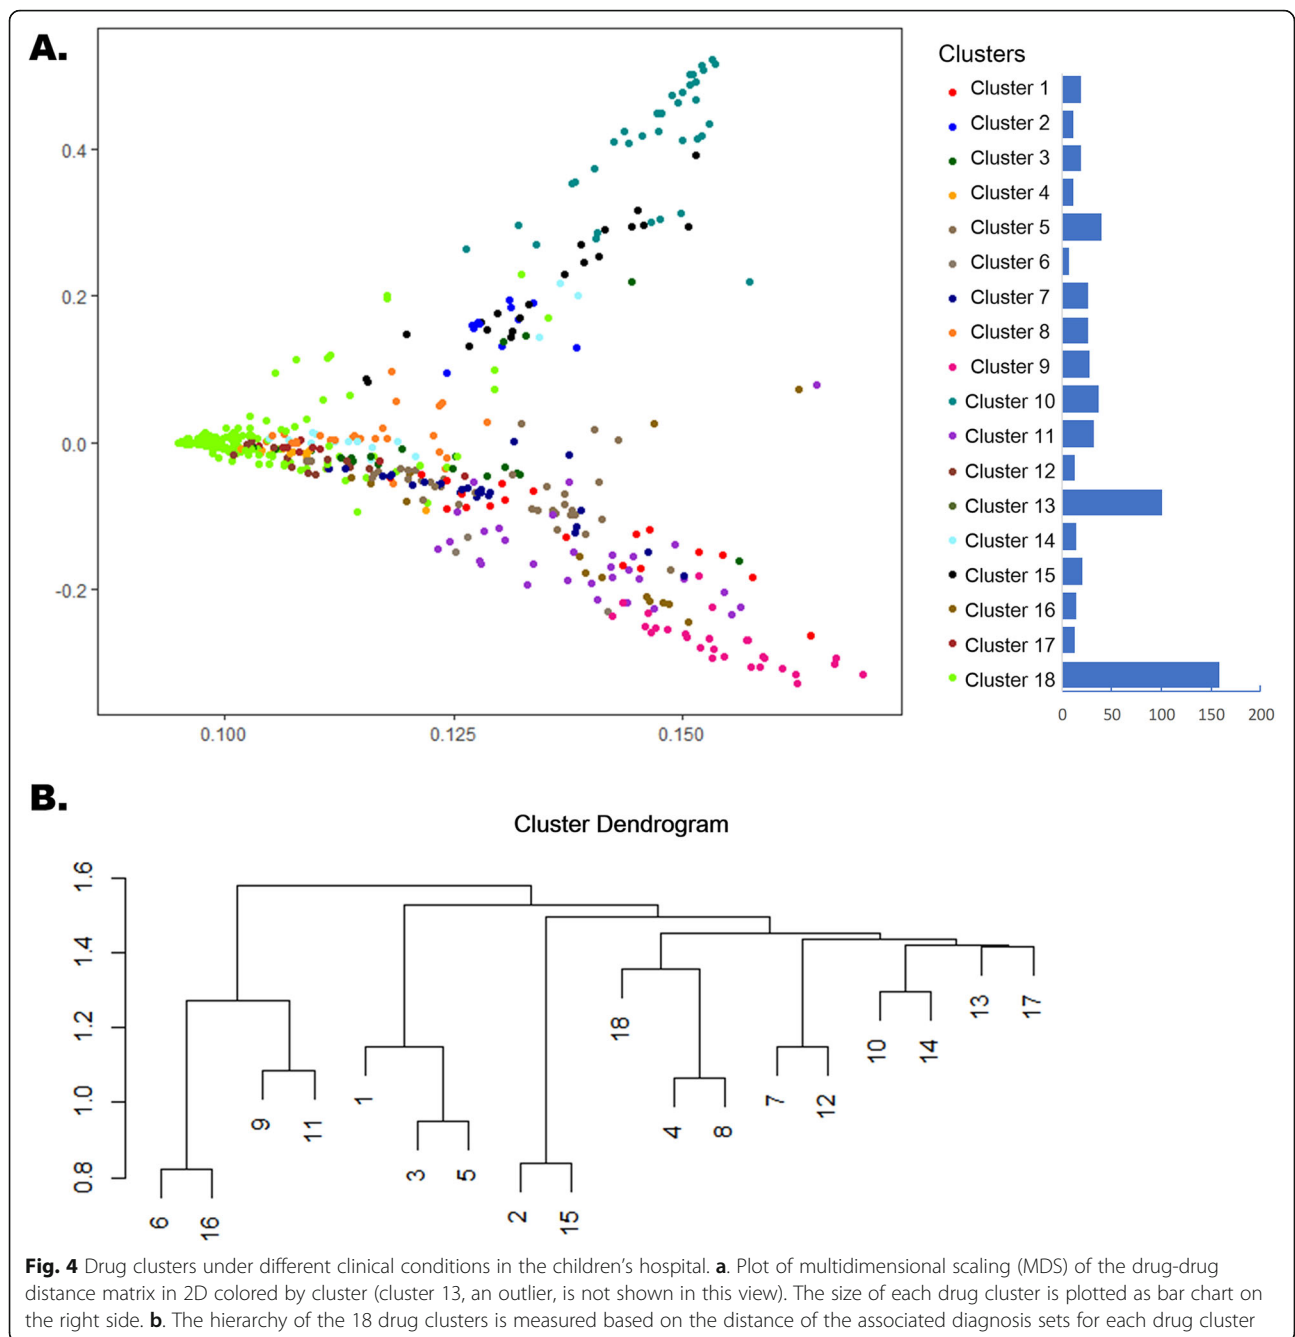 A.
0.4
0.2
0.0
-0.2
0.100 0.125 0.150
Clusters
Cluster 1
Cluster 2
Cluster 3
Cluster 4
Cluster 5
Cluster 6
Cluster 7
Cluster 8
Cluster 9
Cluster 10
Cluster 11
Cluster 12
Cluster 13
Cluster 14
Cluster 15
Cluster 16
Cluster 17
Cluster 18
0 50 100 150 200
B.
Cluster Dendrogram
1.6
1.4
1.2
1.0
0.8
6 16 9 11 1 3 5 2 15 18 4 8 7 12 10 14 13 17
Fig. 4 Drug clusters under different clinical conditions in the children's hospital. a. Plot of multidimensional scaling (MDS) of the drug-drug
distance matrix in 2D colored by cluster (cluster 13, an outlier, is not shown in this view). The size of each drug cluster is plotted as bar chart on
the right side. b. The hierarchy of the 18 drug clusters is measured based on the distance of the associated diagnosis sets for each drug cluster